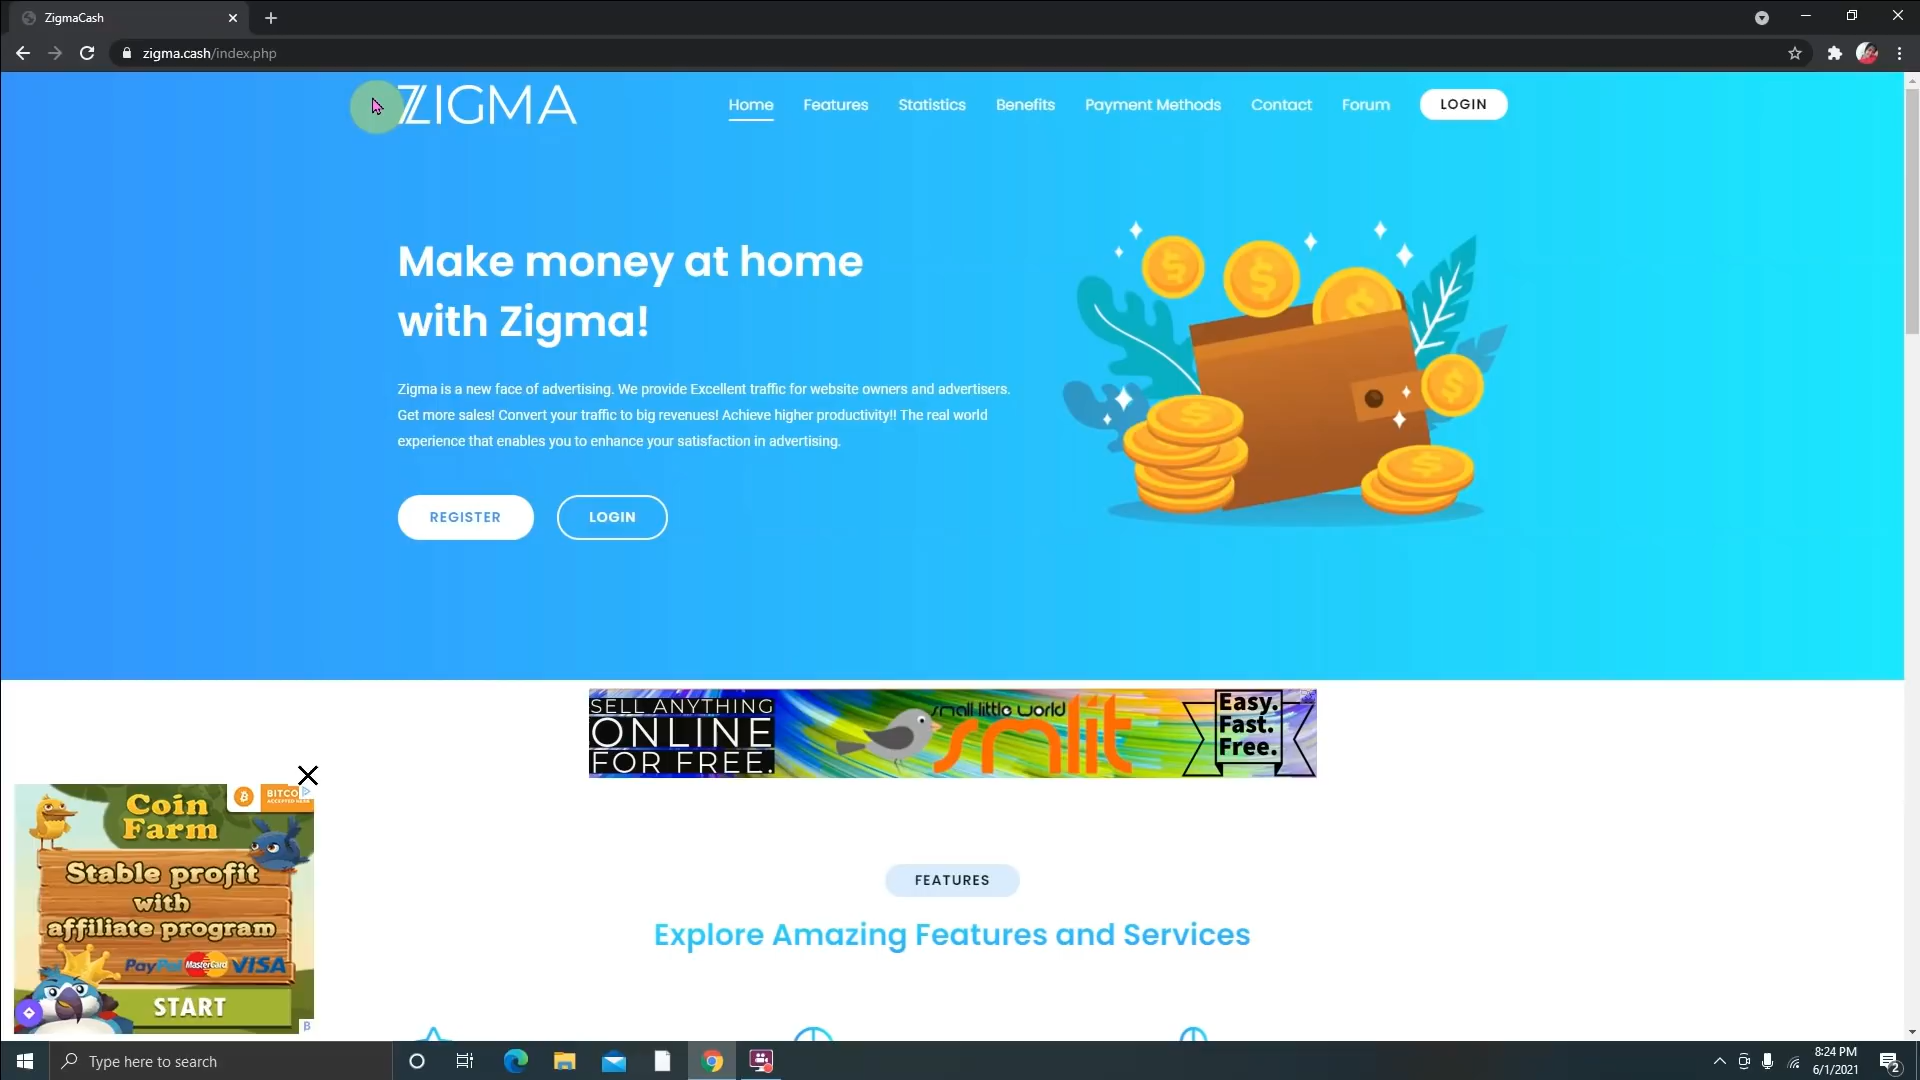 ZigmaCash
zigma.cash/index.php
ZIGMA
Home
Features
Statistics
Benefits
Payment Methods
Contact
Forum
LOGIN
Make money at home
with Zigma!
Zigma is a new face of advertising. We provide Excellent traffic for website owners and advertisers.
Get more sales! Convert your traffic to big revenues! Achieve higher productivity!! The real world
experience that enables you to enhance your satisfaction in advertising.
REGISTER
LOGIN
SELL ANYTHING
ONLINE
FOR FREE.
small little world
smlit
Easy.
Fast.
Free.
BITCO
ACCEPTED HERE
Coin
Farm
Stable profit
with
affiliate program
PayPal MasterCard VISA
START
FEATURES
Explore Amazing Features and Services
Type here to search
8:24 PM
6/1/2021
2